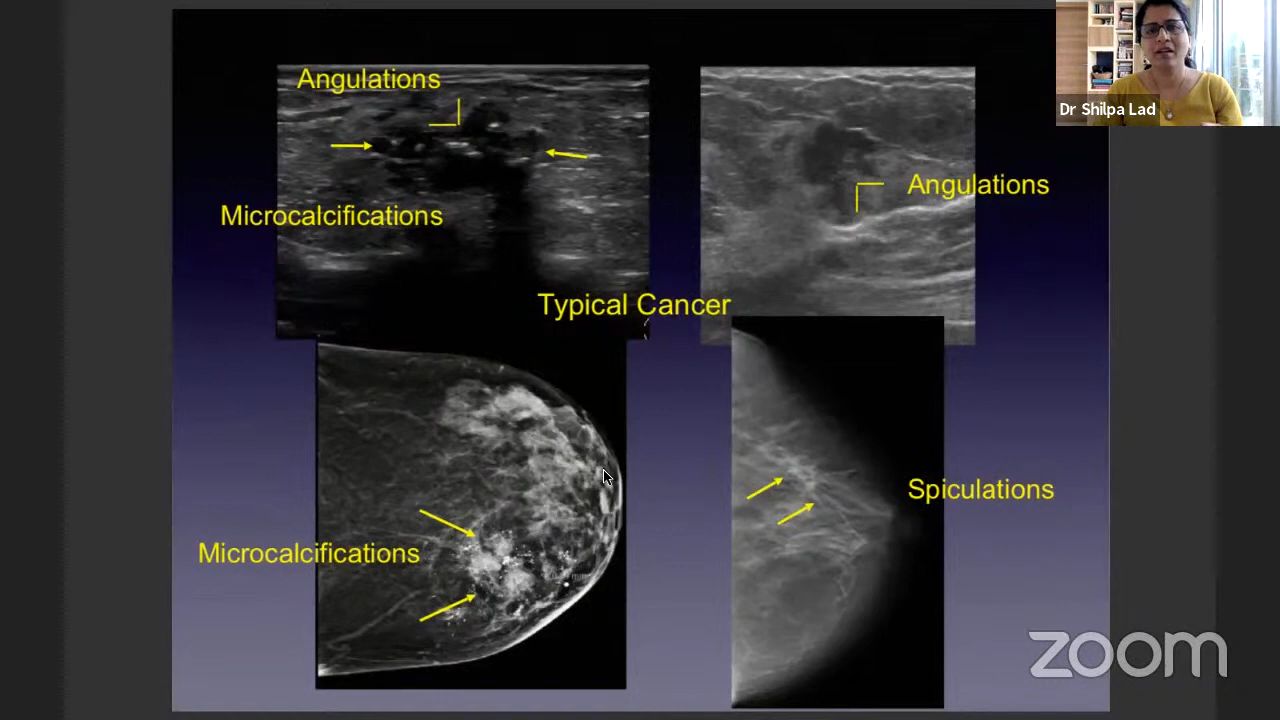 Angulations
Dr Shilpa Lad
Angulations
Microcalcifications
Typical Cancer
Spiculations
Microcalcifications
zoom